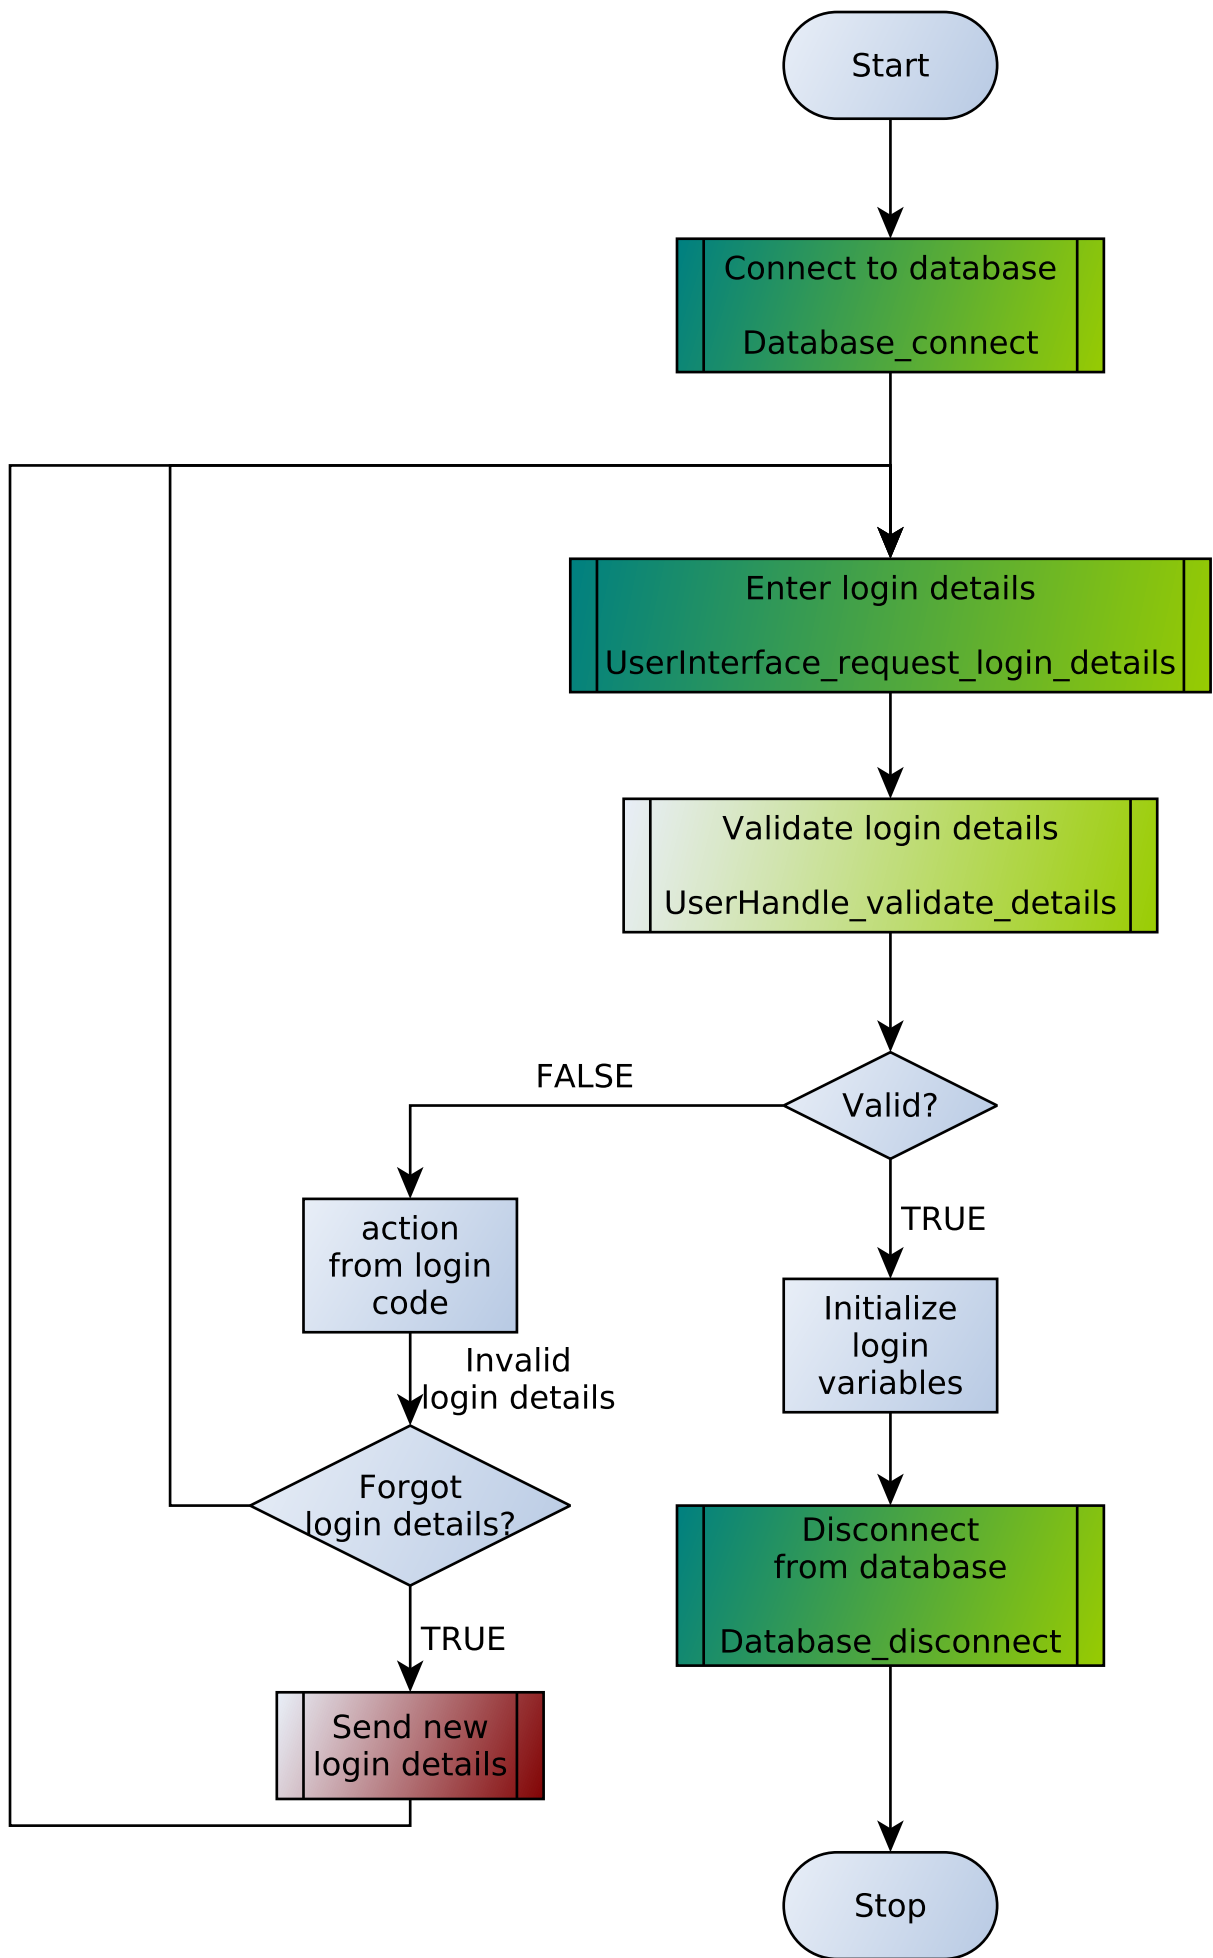 Start
Connect to database
Database_connect
Enter login details
UserInterface_request_login_details
Validate login details
UserHandle_validate_details
Valid?
FALSE
TRUE
action
from login
code
Initialize
login
variables
Invalid
login details
Forgot
login details?
Disconnect
from database
Database_disconnect
TRUE
Send new
login details
Stop